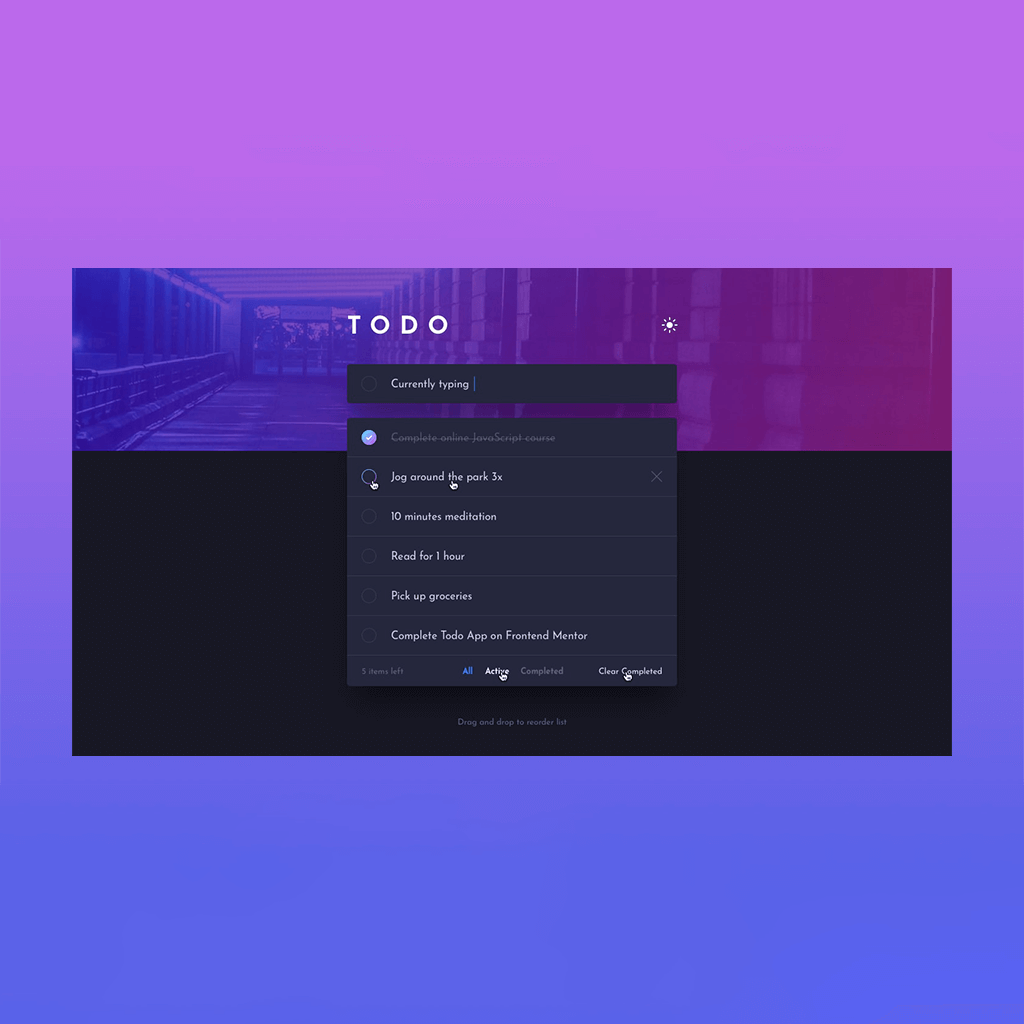 TODO
Currently typing
Complete online JavaScript course
Jog around the park 3x
10 minutes meditation
Read for 1 hour
Pick up groceries
Complete Todo App on Frontend Mentor
5 items left All Active Completed Clear Completed
Drag and drop to reorder list